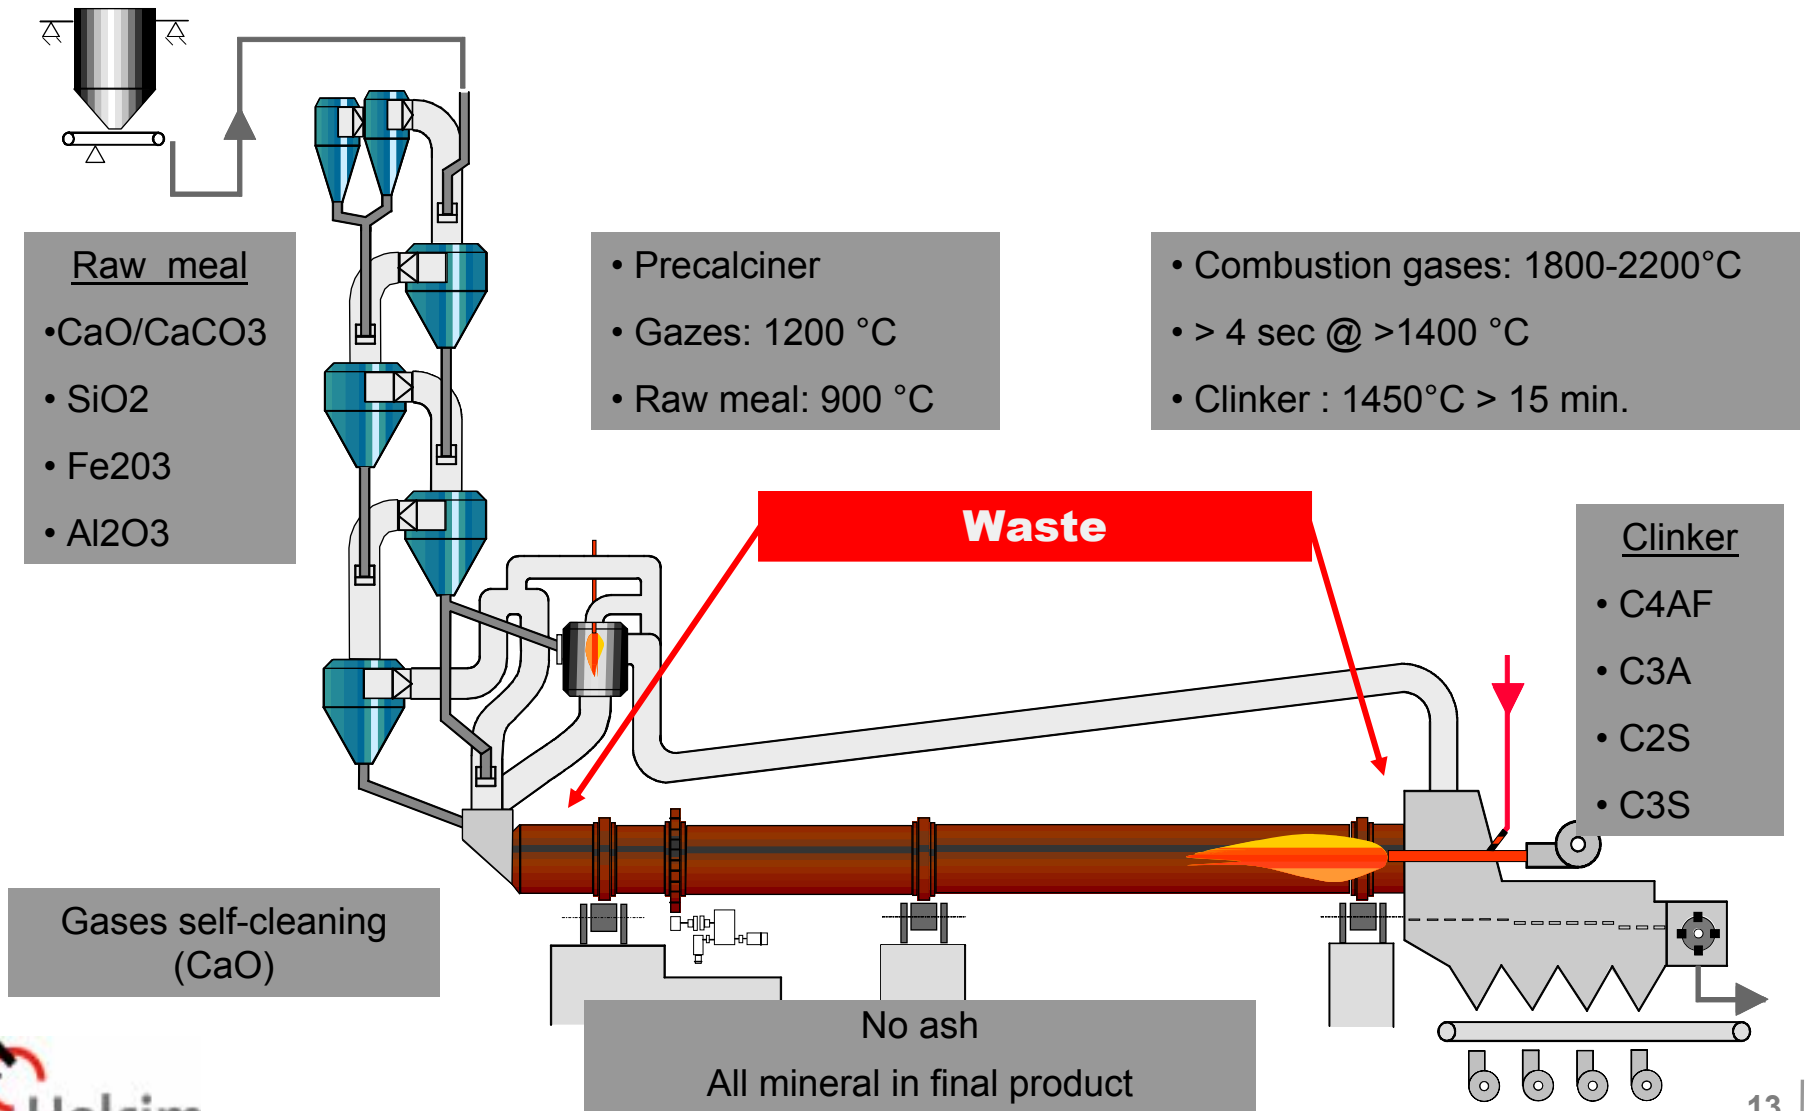 Raw meal
•CaO/CaCO3
• SiO2
• Fe203
• Al2O3
• Precalciner
• Gazes: 1200 °C
• Raw meal: 900 °C
• Combustion gases: 1800-2200°C
• > 4 sec @ >1400 °C
• Clinker : 1450°C > 15 min.
Waste
Clinker
• C4AF
• C3A
• C2S
• C3S
Gases self-cleaning
(CaO)
No ash
All mineral in final product
Holcim
13